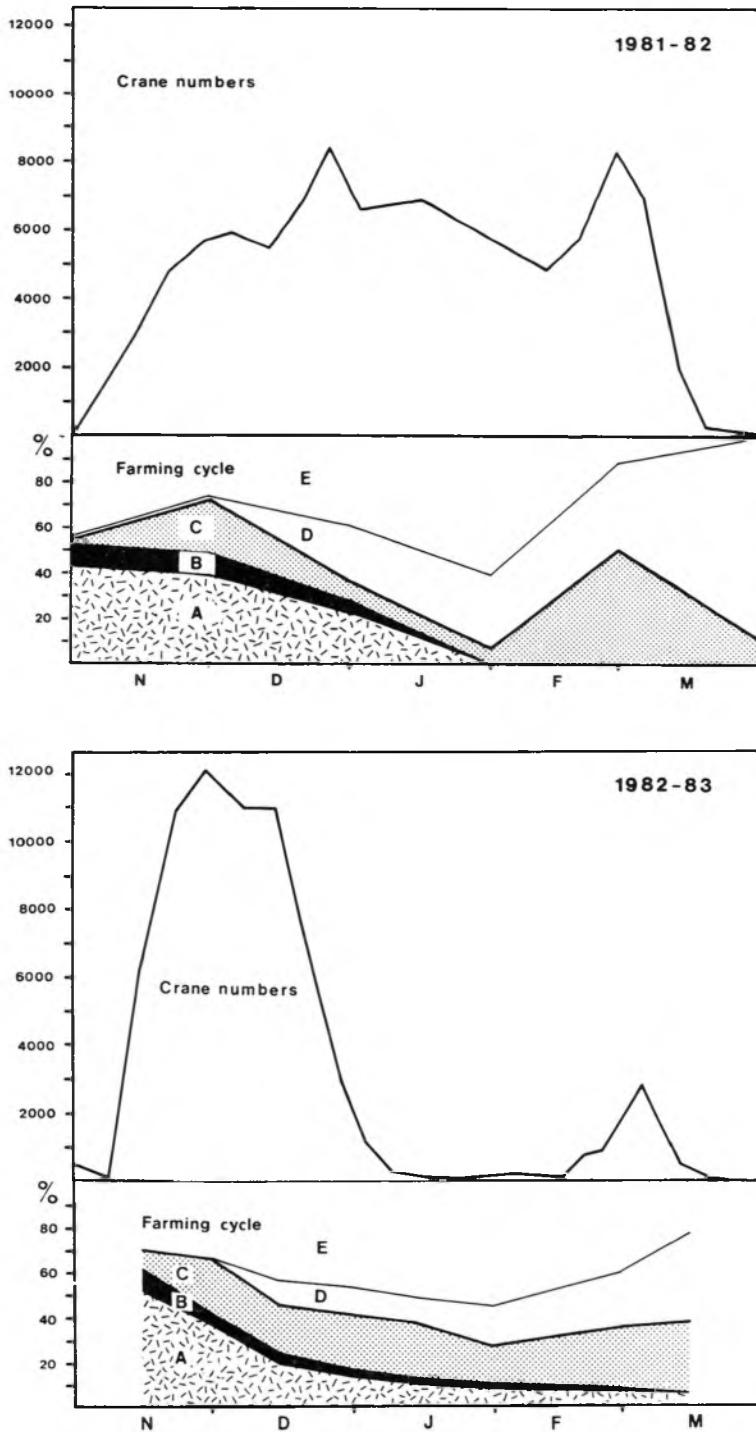 12000
1981-82
Crane numbers
10000
8000
6000
4000
2000
%
Farming cycle
E
80
D
60
C
40
B
A
20
N D J F M
12000
1982-83
10000
8000
Crane numbers
6000
4000
2000
%
Farming cycle
80
E
60
C
D
B
40
A
20
N D J F M